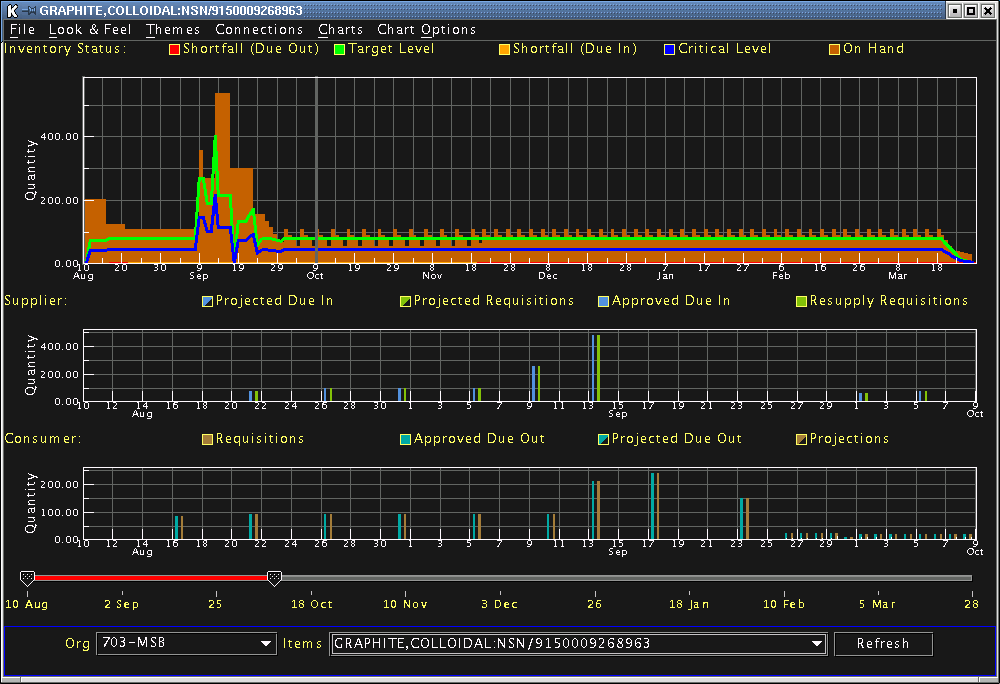 GRAPHITE,COLLOIDAL:NSN/9150009268963
File Look & Feel Themes Connections Charts Chart Options
Inventory Status: Shortfall (Due Out) Target Level Shortfall (Due In) Critical Level On Hand
Quantity
400.00
200.00
0.00
10 20 30 9 19 29 9 19 29 8 18 28 8 18 28 7 17 27 6 16 26 8 18
Aug Sep Oct Nov Dec Jan Feb Mar
Supplier: Projected Due In Projected Requisitions Approved Due In Resupply Requisitions
Quantity
400.00
200.00
0.00
10 12 14 16 18 20 22 24 26 28 30 1 3 5 7 9 11 13 15 17 19 21 23 25 27 29 1 3 5 7 9
Aug Sep Oct
Consumer: Requisitions Approved Due Out Projected Due Out Projections
Quantity
200.00
100.00
0.00
10 12 14 16 18 20 22 24 26 28 30 1 3 5 7 9 11 13 15 17 19 21 23 25 27 29 1 3 5 7 9
Aug Sep Oct
10 Aug 2 Sep 25 18 Oct 10 Nov 3 Dec 26 18 Jan 10 Feb 5 Mar 28
Org 703-MSB Items GRAPHITE,COLLOIDAL:NSN/9150009268963 Refresh